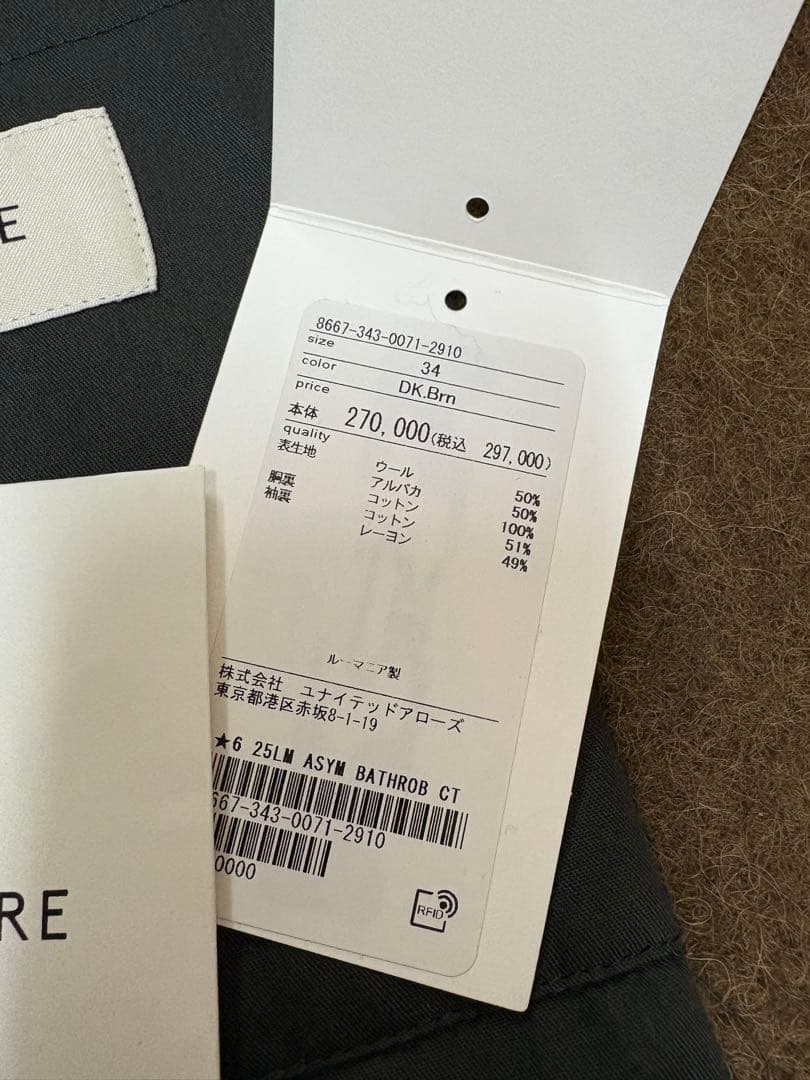 E
8667-343-0071-2910
size 34
color DK.Brn
price
本体 270,000(税込 297,000)
quality
表生地 ウール 50%
アルパカ 50%
胴裏 コットン 100%
袖裏 コットン 51%
レーヨン 49%
ルーマニア製
株式会社 ユナイテッドアローズ
東京都港区赤坂8-1-19
★6 25LM ASYM BATHROB CT
667-343-0071-2910
0000
RFID
RE